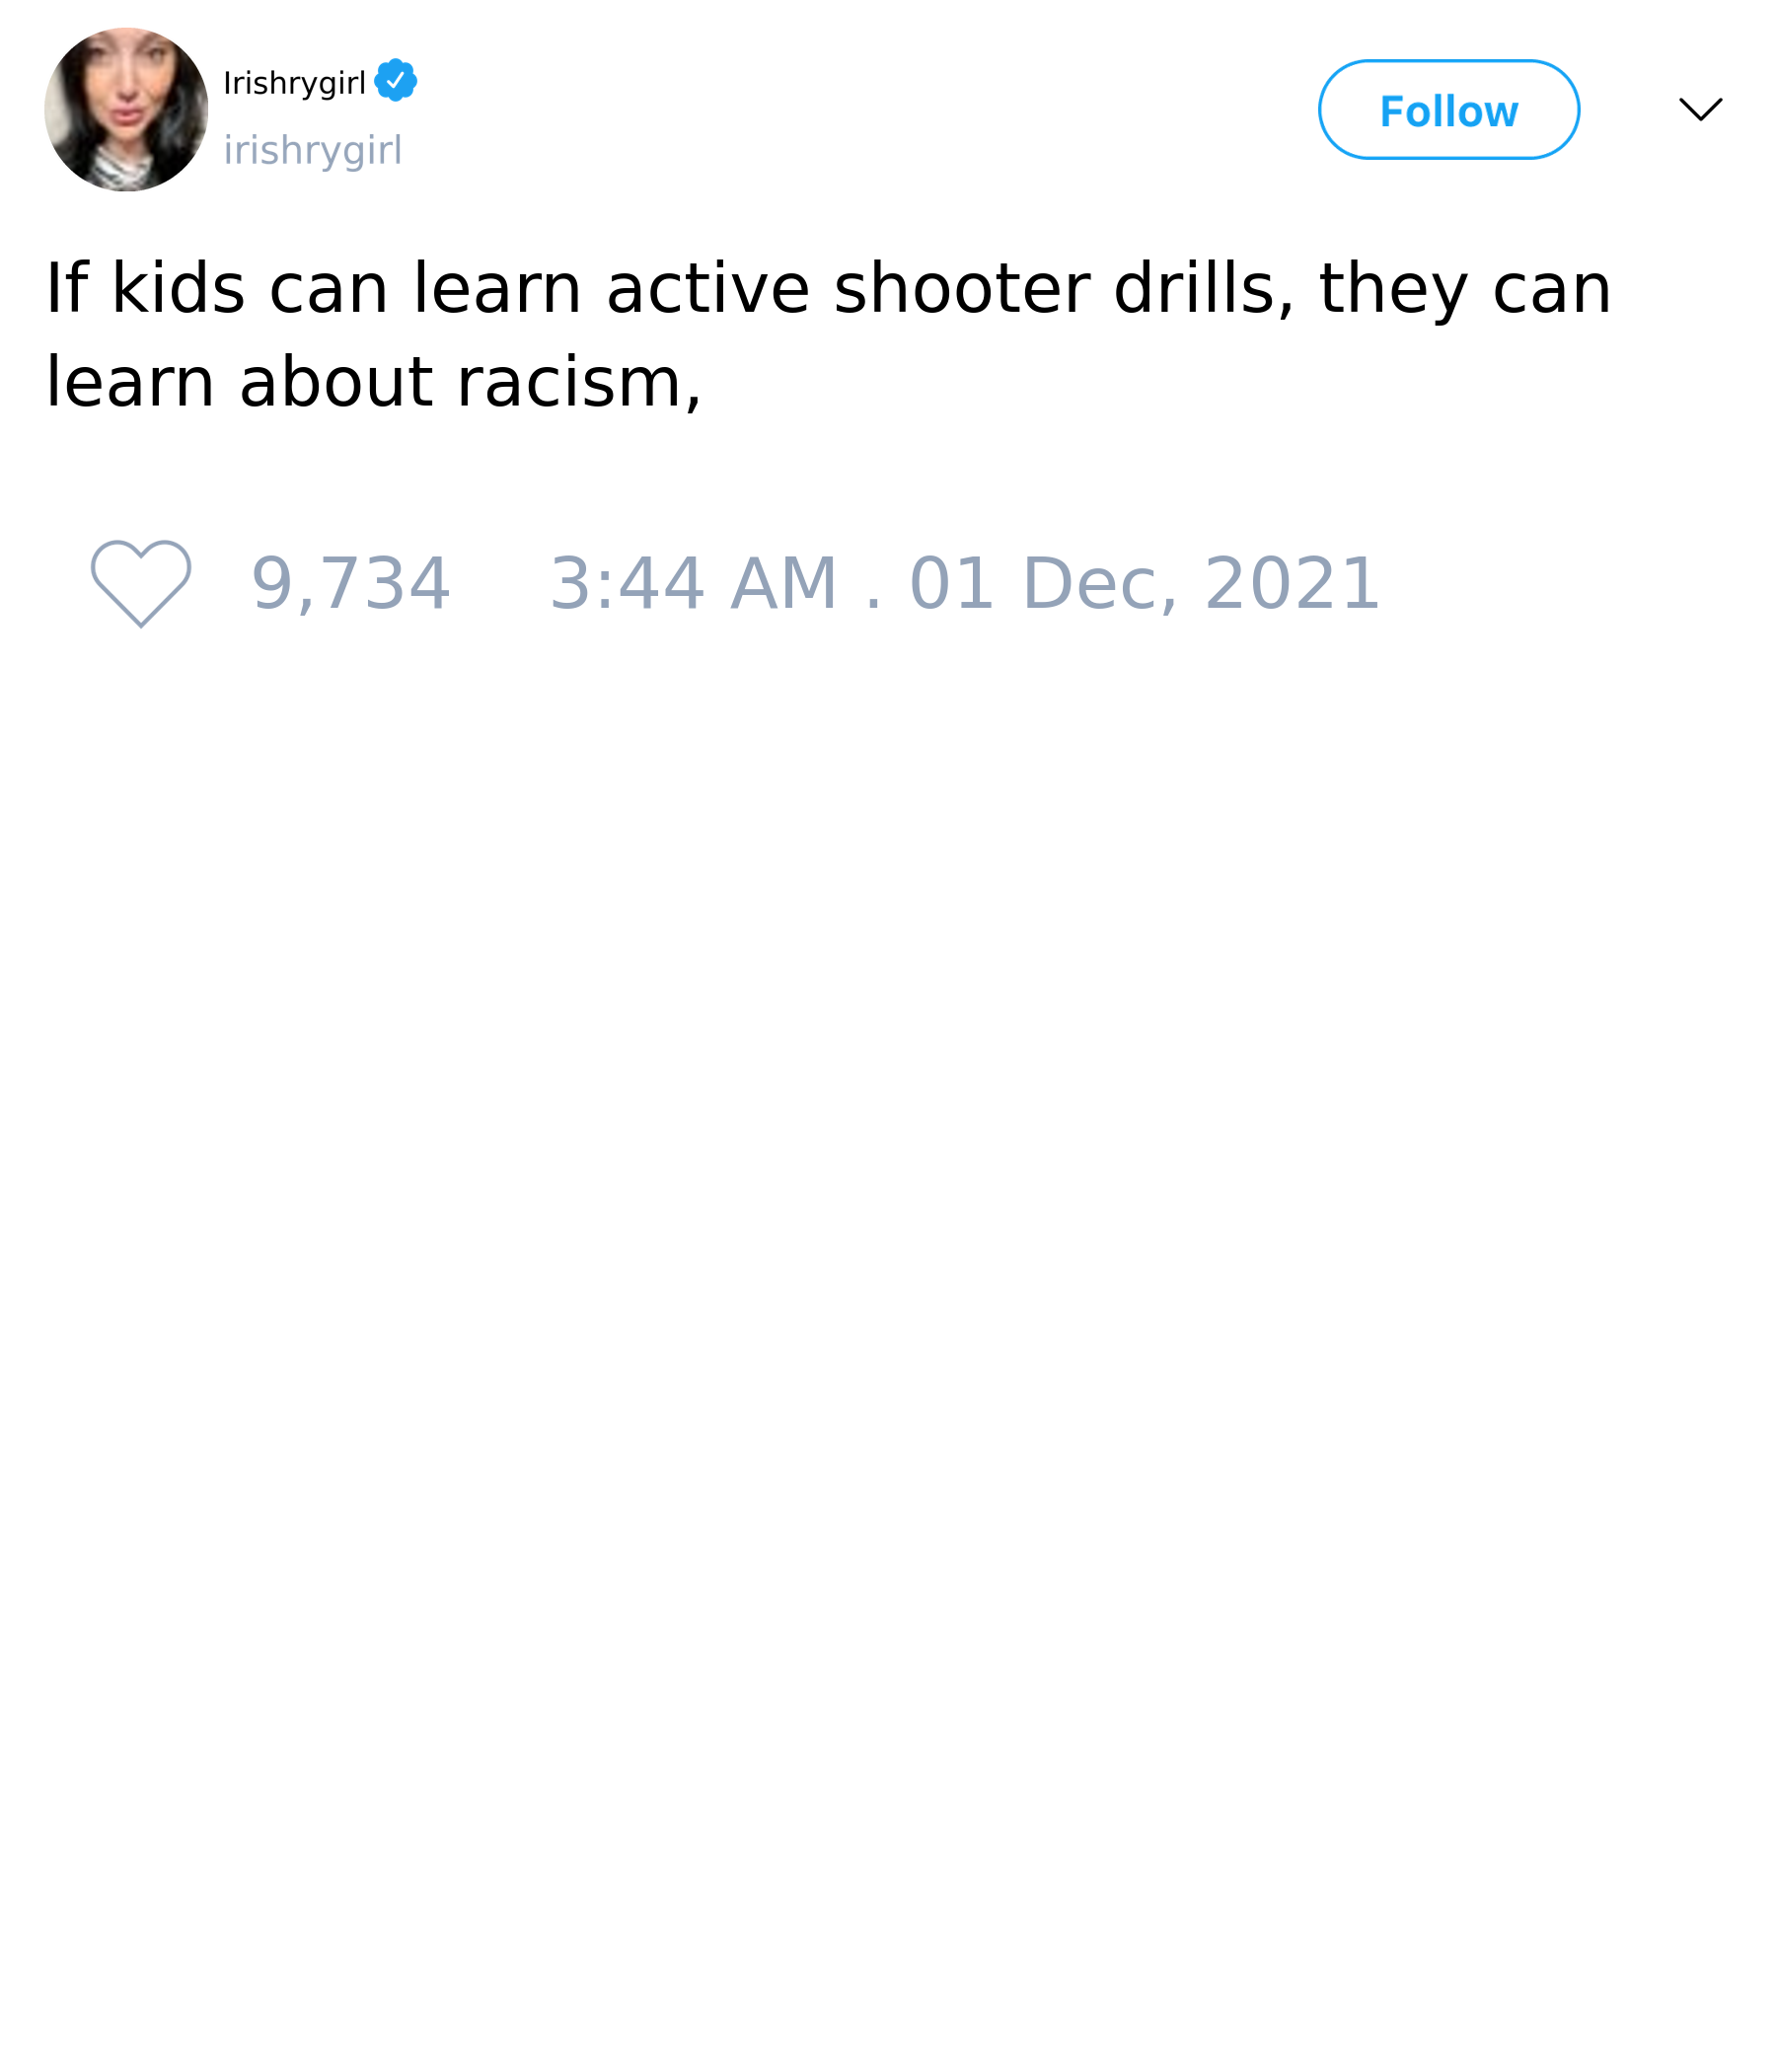 Irishrygirl
irishrygirl
Follow
If kids can learn active shooter drills, they can
learn about racism,
9,734 3:44 AM . 01 Dec, 2021